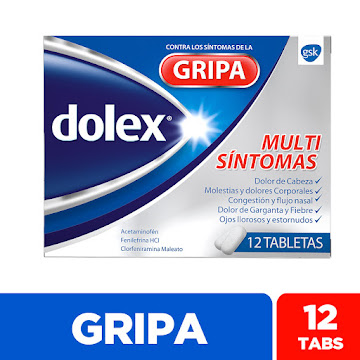 CONTRA LOS SÍNTOMAS DE LA
GRIPA
gsk
dolex®
MULTI
SÍNTOMAS
Dolor de Cabeza✓
Molestias y dolores Corporales✓
Congestión y flujo nasal✓
Dolor de Garganta y Fiebre✓
Ojos llorosos y estornudos✓
Acetaminofén
Fenilefrina HCl
Clorfeniramina Maleato
12 TABLETAS
GRIPA
12
TABS